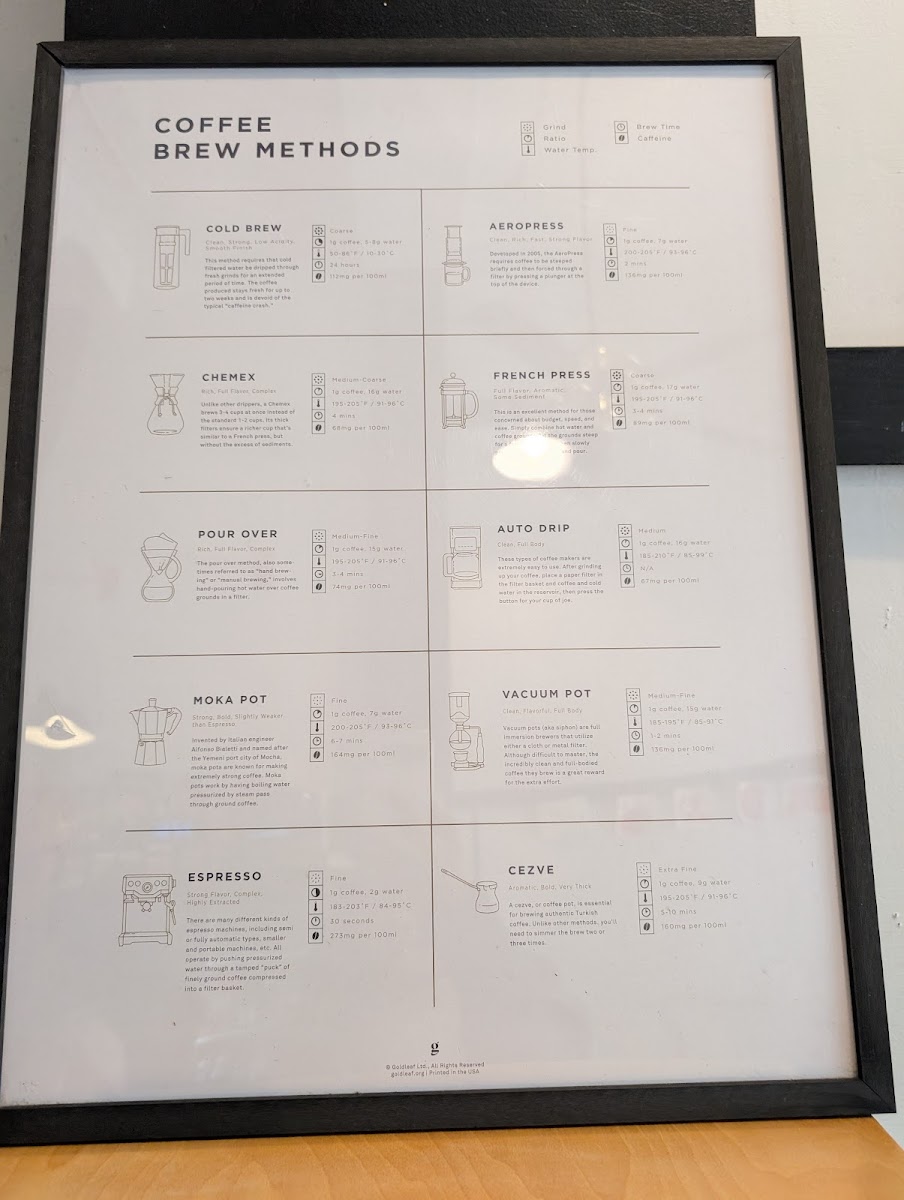 COFFEE
BREW METHODS
Grind
Ratio
Water Temp.
Brew Time
Caffeine
COLD BREW
Clean, Strong, Low Acidity,
Smooth Finish
This method requires that cold
filtered water be dripped through
fresh grinds for an extended
period of time. The coffee
produced stays fresh for up to
two weeks and is devoid of the
typical "caffeine crash."
Coarse
1g coffee, 5-8g water
50-86˚F / 10-20˚C
24 hours
112mg per 100ml
AEROPRESS
Clean, Rich, Fast, Strong Flavor
Developed in 2005, the AeroPress
requires coffee to be steeped
briefly and then forced through a
filter by pressing a plunger at the
top of the device.
Fine
1g coffee, 7g water
200-205˚F / 93-96˚C
2 mins
136mg per 100ml
CHEMEX
Rich, Full Flavor, Complex
Unlike other drippers, a Chemex
brews 3-4 cups at once instead of
the standard 1-2 cups. Its thick
filters ensure a richer cup that's
similar to a French press, but
without the excess of sediments.
Medium-Coarse
1g coffee, 16g water
195-205˚F / 91-96˚C
4 mins
68mg per 100ml
FRENCH PRESS
Full Flavor, Aromatic,
Some Sediment
This is an excellent method for those
concerned about budget, speed, and
ease. Simply combine hot water and
coffee the grounds steep
for slowly
and pour.
Coarse
1g coffee, 17g water
195-205˚F / 91-96˚C
3-4 mins
89mg per 100ml
POUR OVER
Rich, Full Flavor, Complex
The pour over method, also some
times referred to as "hand brew-
ing" or "manual brewing," involves
hand-pouring hot water over coffee
grounds in a filter.
Medium-Fine
1g coffee, 15g water
195-205˚F / 91-96˚C
3-4 mins
74mg per 100ml
AUTO DRIP
Clean, Full Body
These types of coffee makers are
extremely easy to use. After grinding
up your coffee, place a paper filter in
the filter basket and coffee and cold
water in the reservoir, then press the
button for your cup of joe.
Medium
1g coffee, 16g water
185-210˚F / 85-99˚C
N/A
67mg per 100ml
MOKA POT
Strong, Bold, Slightly Weaker
than Espresso
Invented by Italian engineer
Alfonso Bialetti and named after
the Yemeni port city of Mocha,
moka pots are known for making
extremely strong coffee. Moka
pots work by having boiling water
pressurized by steam pass
through ground coffee.
Fine
1g coffee, 7g water
200-205˚F / 93-96˚C
6-7 mins
164mg per 100ml
VACUUM POT
Clean, Flavorful, Full Body
Vacuum pots (aka siphon) are full
immersion brewers that utilize
either a cloth or metal filter.
Although difficult to master, the
incredibly clean and full-bodied
coffee they brew is a great reward
for the extra effort.
Medium-Fine
1g coffee, 16g water
185-195˚F / 85-91˚C
1-2 mins
136mg per 100ml
ESPRESSO
Strong Flavor, Complex,
Highly Extracted
There are many different kinds of
espresso machines, including semi
or fully automatic types, smaller
and portable machines, etc. All
operate by pushing pressurized
water through a tamped "puck" of
finely ground coffee compressed
into a filter basket.
Fine
1g coffee, 2g water
183-203˚F / 84-95˚C
30 seconds
273mg per 100ml
CEZVE
Aromatic, Bold, Very Thick
A cezve, or coffee pot, is essential
for brewing authentic Turkish
coffee. Unlike other methods, you'll
need to simmer the brew two or
three times.
Extra Fine
1g coffee, 9g water
195-205˚F / 91-96˚C
5-10 mins
160mg per 100ml
g
© Goldleaf Ltd., All Rights Reserved
goldleaf.org | Printed in the USA